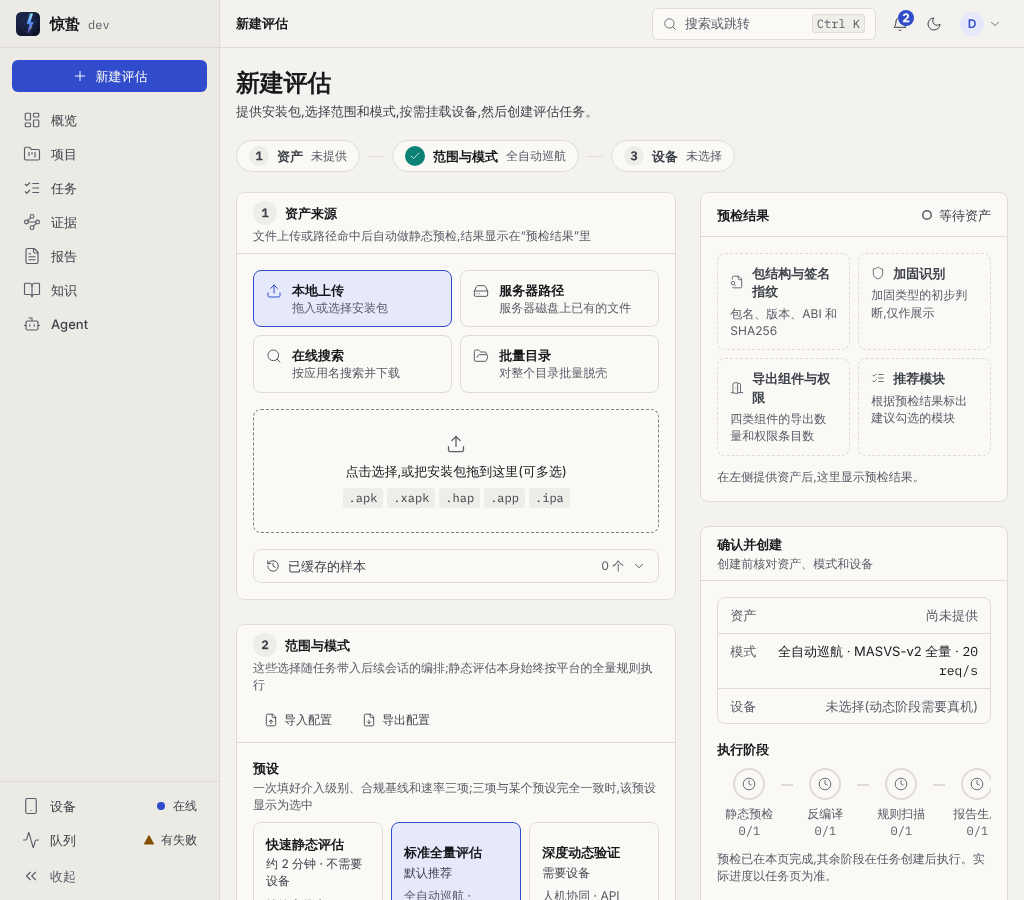 惊蛰 dev
新建评估
搜索或跳转 Ctrl K
2
D
新建评估
概览
项目
任务
证据
报告
知识
Agent
设备 在线
队列 有失败
收起
新建评估
提供安装包,选择范围和模式,按需挂载设备,然后创建评估任务。
1 资产 未提供
范围与模式 全自动巡航
3 设备 未选择
1 资产来源
文件上传或路径命中后自动做静态预检,结果显示在“预检结果”里
本地上传
拖入或选择安装包
服务器路径
服务器磁盘上已有的文件
在线搜索
按应用名搜索并下载
批量目录
对整个目录批量脱壳
点击选择,或把安装包拖到这里(可多选)
.apk .xapk .hap .app .ipa
已缓存的样本 0 个
2 范围与模式
这些选择随任务带入后续会话的编排;静态评估本身始终按平台的全量规则执
行
导入配置 导出配置
预设
一次填好介入级别、合规基线和速率三项;三项与某个预设完全一致时,该预设
显示为选中
快速静态评估
约 2 分钟 · 不需要
设备
标准全量评估
默认推荐
全自动巡航 ·
深度动态验证
需要设备
人机协同 · API
预检结果 等待资产
包结构与签名
指纹
包名、版本、ABI 和
SHA256
加固识别
加固类型的初步判
断,仅作展示
导出组件与权
限
四类组件的导出数
量和权限条目数
推荐模块
根据预检结果标出
建议勾选的模块
在左侧提供资产后,这里显示预检结果。
确认并创建
创建前核对资产、模式和设备
资产 尚未提供
模式 全自动巡航 · MASVS-v2 全量 · 20
req/s
设备 未选择(动态阶段需要真机)
执行阶段
静态预检 反编译 规则扫描 报告生
0/1 0/1 0/1 0/1
预检已在本页完成,其余阶段在任务创建后执行。实
际进度以任务页为准。